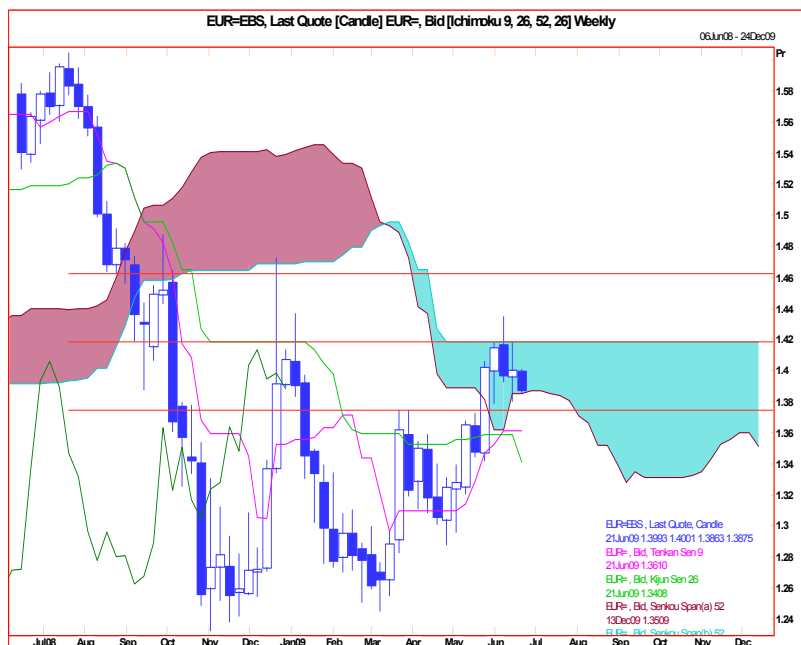 EUR=EBS, Last Quote [Candle] EUR=, Bid [Ichimoku 9, 26, 52, 26] Weekly
06Jun08 - 24Dec09
Pr
1.58
1.56
1.54
1.52
1.5
1.48
1.46
1.44
1.42
1.4
1.38
1.36
1.34
1.32
1.3
1.28
1.26
1.24
EUR=EBS , Last Quote, Candle
21Jun09 1.3993 1.4001 1.3863 1.3875
EUR= , Bid, Tenkan Sen 9
21Jun09 1.3610
EUR= , Bid, Kijun Sen 26
21Jun09 1.3408
EUR= , Bid, Senkou Span(a) 52
13Dec09 1.3509
EUR= , Bid, Senkou Span(b) 52
Jul08 Aug Sep Oct Nov Dec Jan09 Feb Mar Apr May Jun Jul Aug Sep Oct Nov Dec